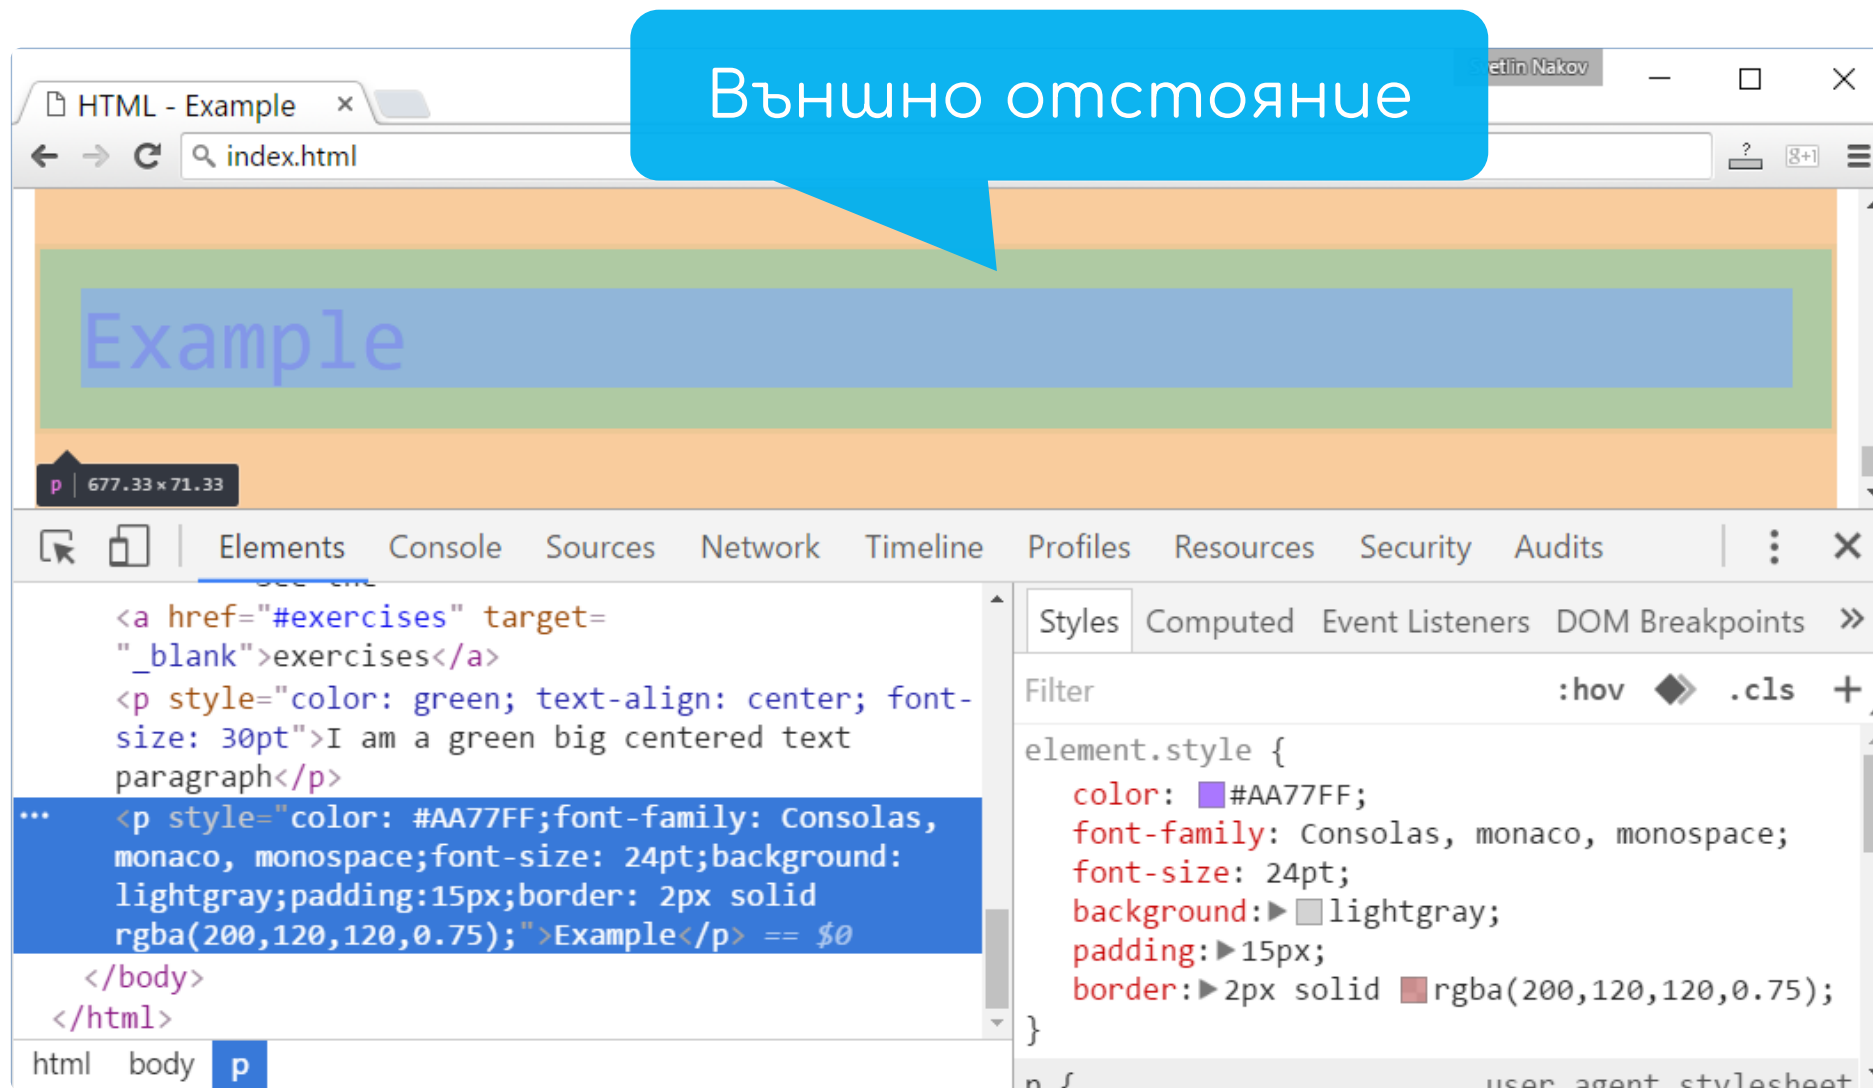 Външно отстояние
etlin Nakov
HTML - Example
index.html
?
g+1
Example
p | 677.33×71.33
Elements Console Sources Network Timeline Profiles Resources Security Audits
<a href="#exercises" target=
"_blank">exercises</a>
<p style="color: green; text-align: center; font-
size: 30pt">I am a green big centered text
paragraph</p>
<p style="color: #AA77FF;font-family: Consolas,
monaco, monospace;font-size: 24pt;background:
lightgray;padding:15px;border: 2px solid
rgba(200,120,120,0.75);">Example</p> == $0
</body>
</html>
html body p
Styles Computed Event Listeners DOM Breakpoints »
Filter :hov .cls +
element.style {
color: #AA77FF;
font-family: Consolas, monaco, monospace;
font-size: 24pt;
background: lightgray;
padding: 15px;
border: 2px solid rgba(200,120,120,0.75);
}
p { user agent stylesheet